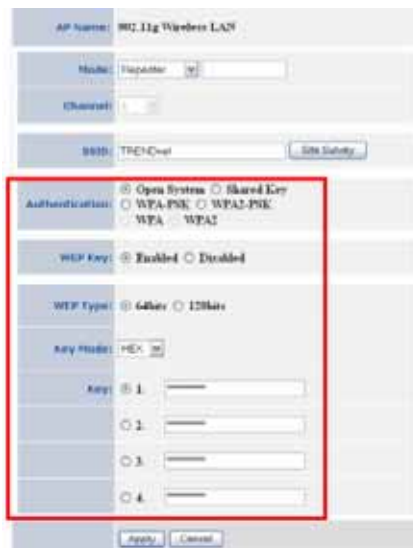 AP Name: 802.11g Wireless LAN
Mode: Repeater
Channel:
SSID: TRENDnet Site Survey
Authentication: Open System Shared Key
WPA-PSK WPA2-PSK
WPA WPA2
WEP Key: Enabled Disabled
WEP Type: 64bits 128bits
Key Mode: HEX
Key: 1.
2.
3.
4.
Apply Cancel